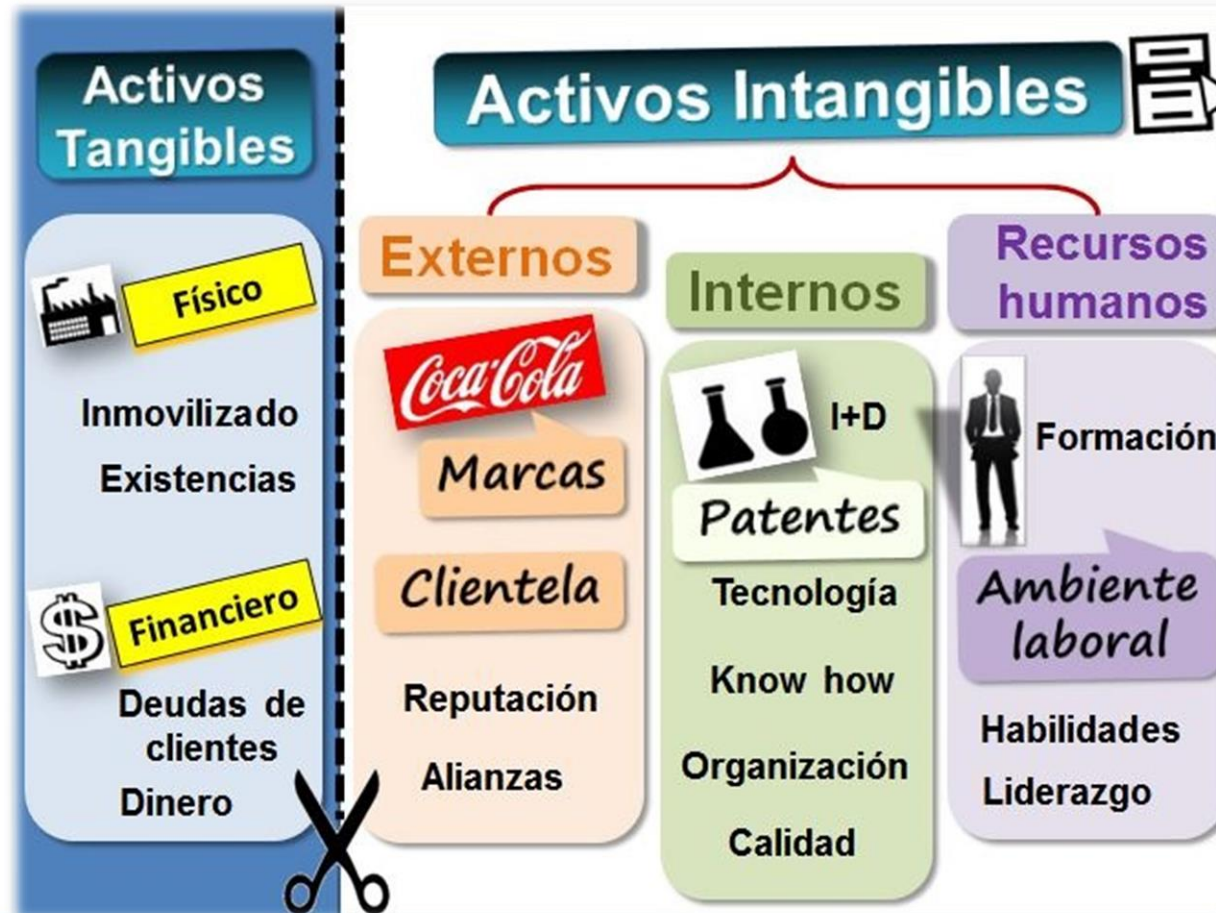 Activos
Tangibles
Físico
Inmovilizado
Existencias
$
Financiero
Deudas de
clientes
Dinero
Activos Intangibles
Externos
Coca-Cola
Marcas
Clientela
Reputación
Alianzas
Internos
I+D
Patentes
Tecnología
Know how
Organización
Calidad
Recursos
humanos
Formación
Ambiente
laboral
Habilidades
Liderazgo